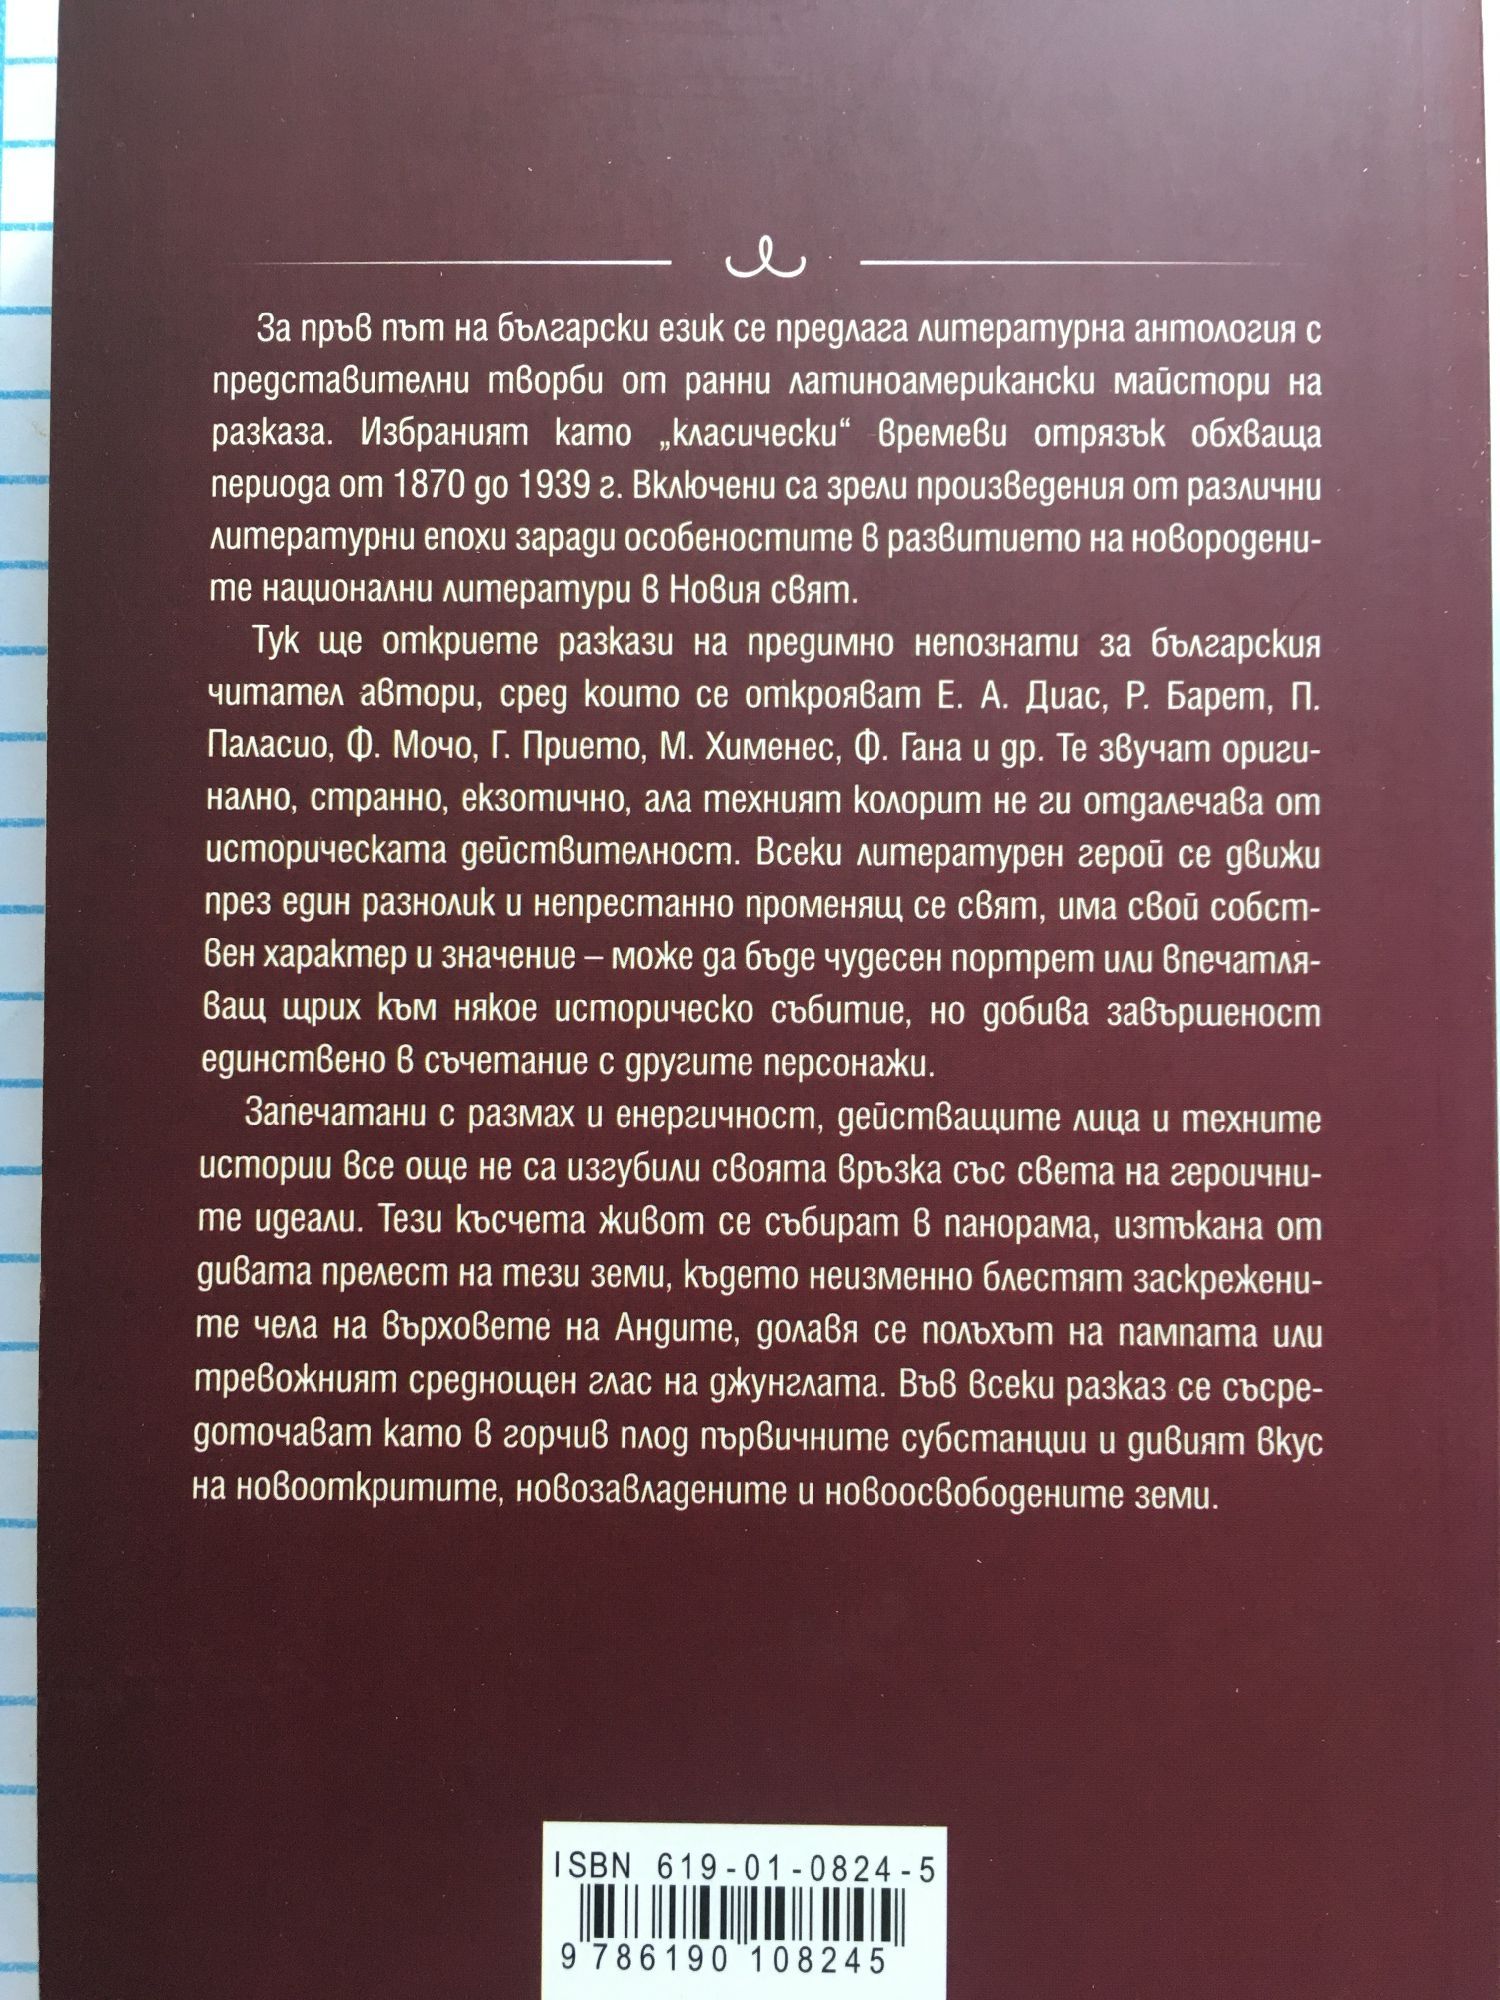 За пръв път на български език се предлага литературна антология с
представителни творби от ранни латиноамерикански майстори на
разказа. Избраният като „класически“ времеви отрязък обхваща
периода от 1870 до 1939 г. Включени са зрели произведения от различни
литературни епохи заради особеностите в развитието на новородени-
те национални литератури в Новия свят.
Тук ще откриете разкази на предимно непознати за българския
читател автори, сред които се открояват Е. А. Диас, Р. Барет, П.
Паласио, Ф. Мочо, Г. Прието, М. Хименес, Ф. Гана и др. Те звучат ориги-
нално, странно, екзотично, ала техният колорит не ги отдалечава от
историческата действителност. Всеки литературен герой се движи
през един разнолик и непрестанно променящ се свят, има свой собст-
вен характер и значение – може да бъде чудесен портрет или впечатля-
ващ щрих към някое историческо събитие, но добива завършеност
единствено в съчетание с другите персонажи.
Запечатани с размах и енергичност, действащите лица и техните
истории все още не са изгубили своята връзка със света на героични-
те идеали. Тези късчета живот се събират в панорама, изтъкана от
дивата прелест на тези земи, където неизменно блестят заскрежени-
те чела на върховете на Андите, долавя се полъхът на пампата или
тревожният среднощен глас на джунглата. Във всеки разказ се съсре-
доточават като в горчив плод първичните субстанции и дивият вкус
на новооткритите, новозавладените и новоосвободените земи.
ISBN 619-01-0824-5
9 786190 108245